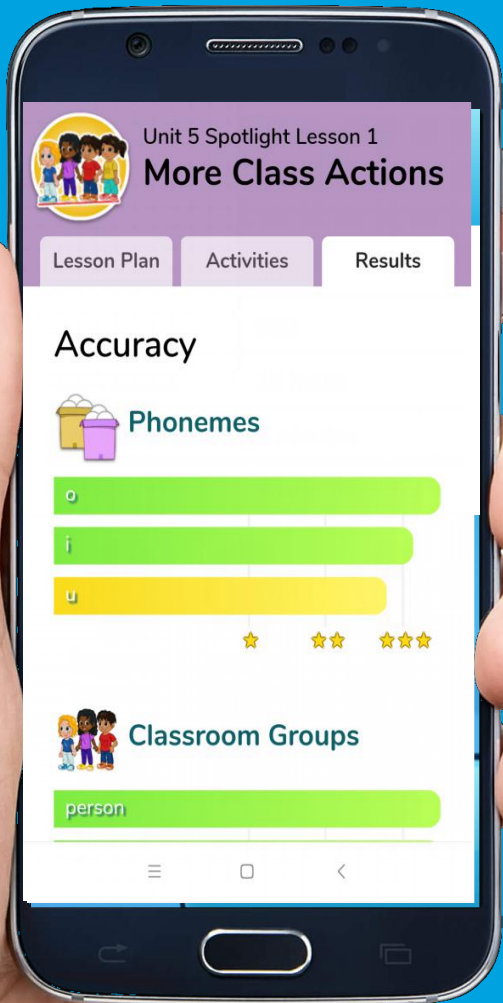 Unit 5 Spotlight Lesson 1
More Class Actions
Lesson Plan Activities Results
Accuracy
Phonemes
o
i
u
Classroom Groups
person